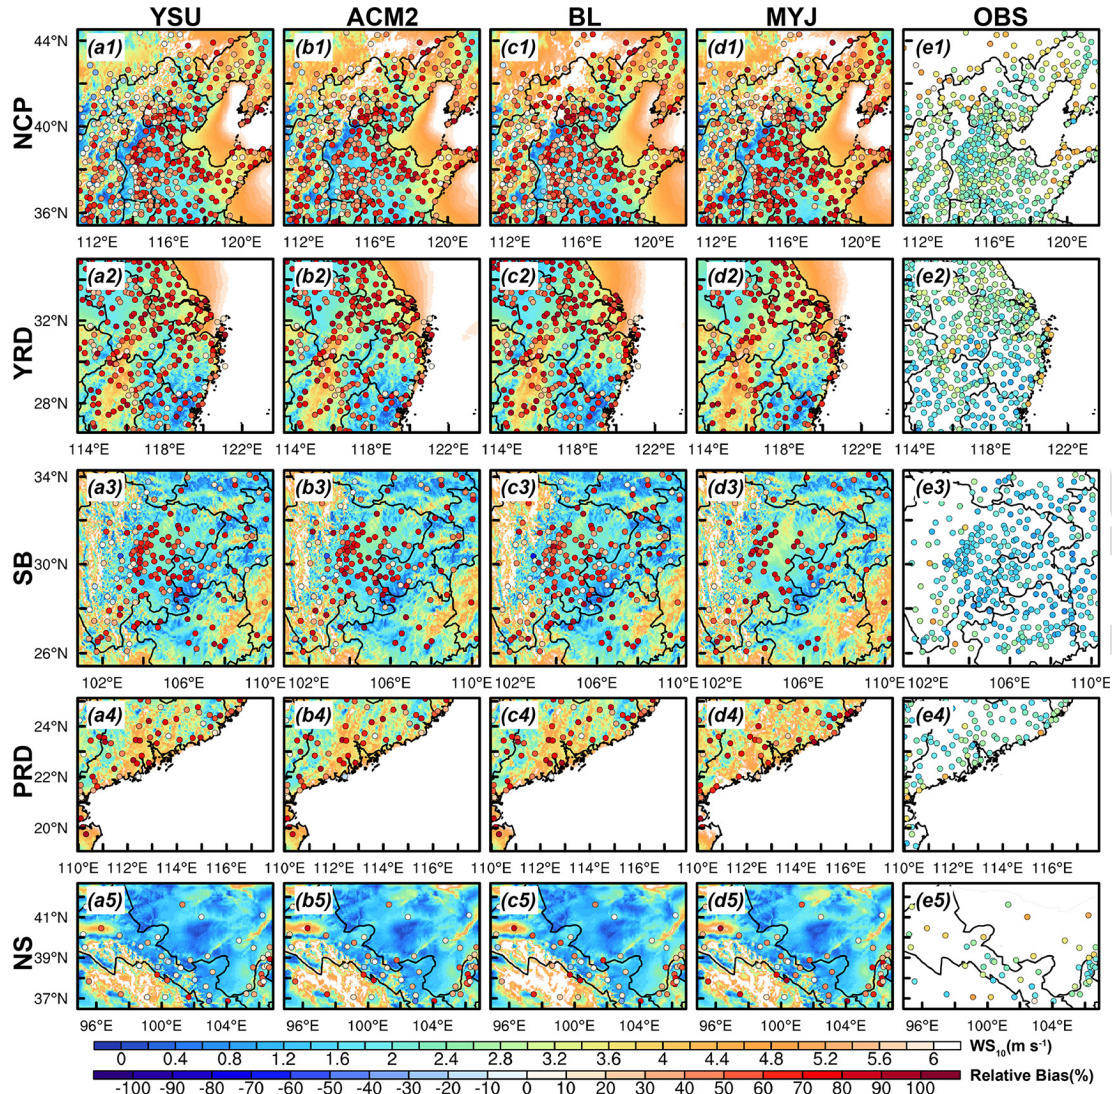 YSU ACM2 BL MYJ OBS
NCP
44°N
40°N
36°N
(a1) (b1) (c1) (d1) (e1)
112°E 116°E 120°E 112°E 116°E 120°E 112°E 116°E 120°E 112°E 116°E 120°E 112°E 116°E 120°E
YRD
32°N
28°N
(a2) (b2) (c2) (d2) (e2)
114°E 118°E 122°E 114°E 118°E 122°E 114°E 118°E 122°E 114°E 118°E 122°E 114°E 118°E 122°E
SB
34°N
30°N
26°N
(a3) (b3) (c3) (d3) (e3)
102°E 106°E 110°E 102°E 106°E 110°E 102°E 106°E 110°E 102°E 106°E 110°E 102°E 106°E 110°E
PRD
24°N
22°N
20°N
(a4) (b4) (c4) (d4) (e4)
110°E 112°E 114°E 116°E 110°E 112°E 114°E 116°E 110°E 112°E 114°E 116°E 110°E 112°E 114°E 116°E 110°E 112°E 114°E 116°E
NS
41°N
39°N
37°N
(a5) (b5) (c5) (d5) (e5)
96°E 100°E 104°E 96°E 100°E 104°E 96°E 100°E 104°E 96°E 100°E 104°E 96°E 100°E 104°E
0 0.4 0.8 1.2 1.6 2 2.4 2.8 3.2 3.6 4 4.4 4.8 5.2 5.6 6 WS10(m s-1)
-100 -90 -80 -70 -60 -50 -40 -30 -20 -10 0 10 20 30 40 50 60 70 80 90 100 Relative Bias(%)